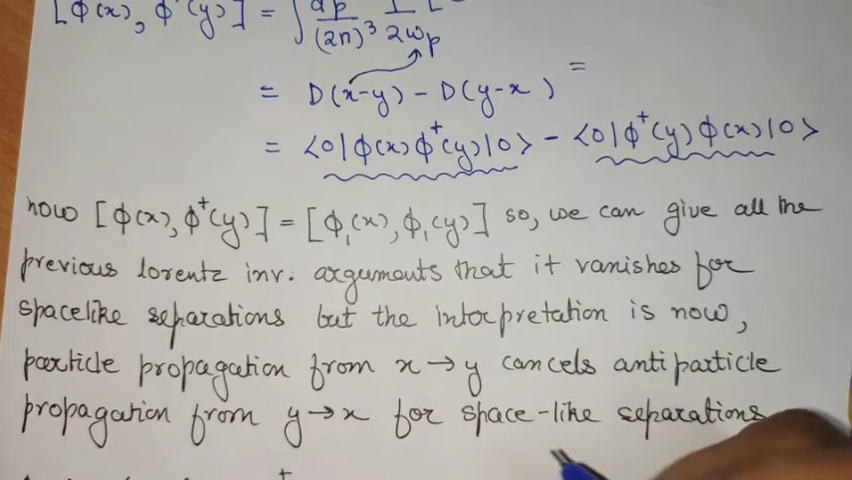 [ϕ(x), ϕ⁺(y)] = ∫ dp/(2π)³ 1/2ω_p [
= D(x-y) - D(y-x) =
= <0|ϕ(x) ϕ⁺(y)|0> - <0|ϕ⁺(y) ϕ(x)|0>
now [ϕ(x), ϕ⁺(y)] = [ϕ₁(x), ϕ₁(y)] so, we can give all the
previous lorentz inv. arguments that it vanishes for
spacelike separations but the interpretation is now,
particle propagation from x→y cancels antiparticle
propagation from y→x for space-like separations